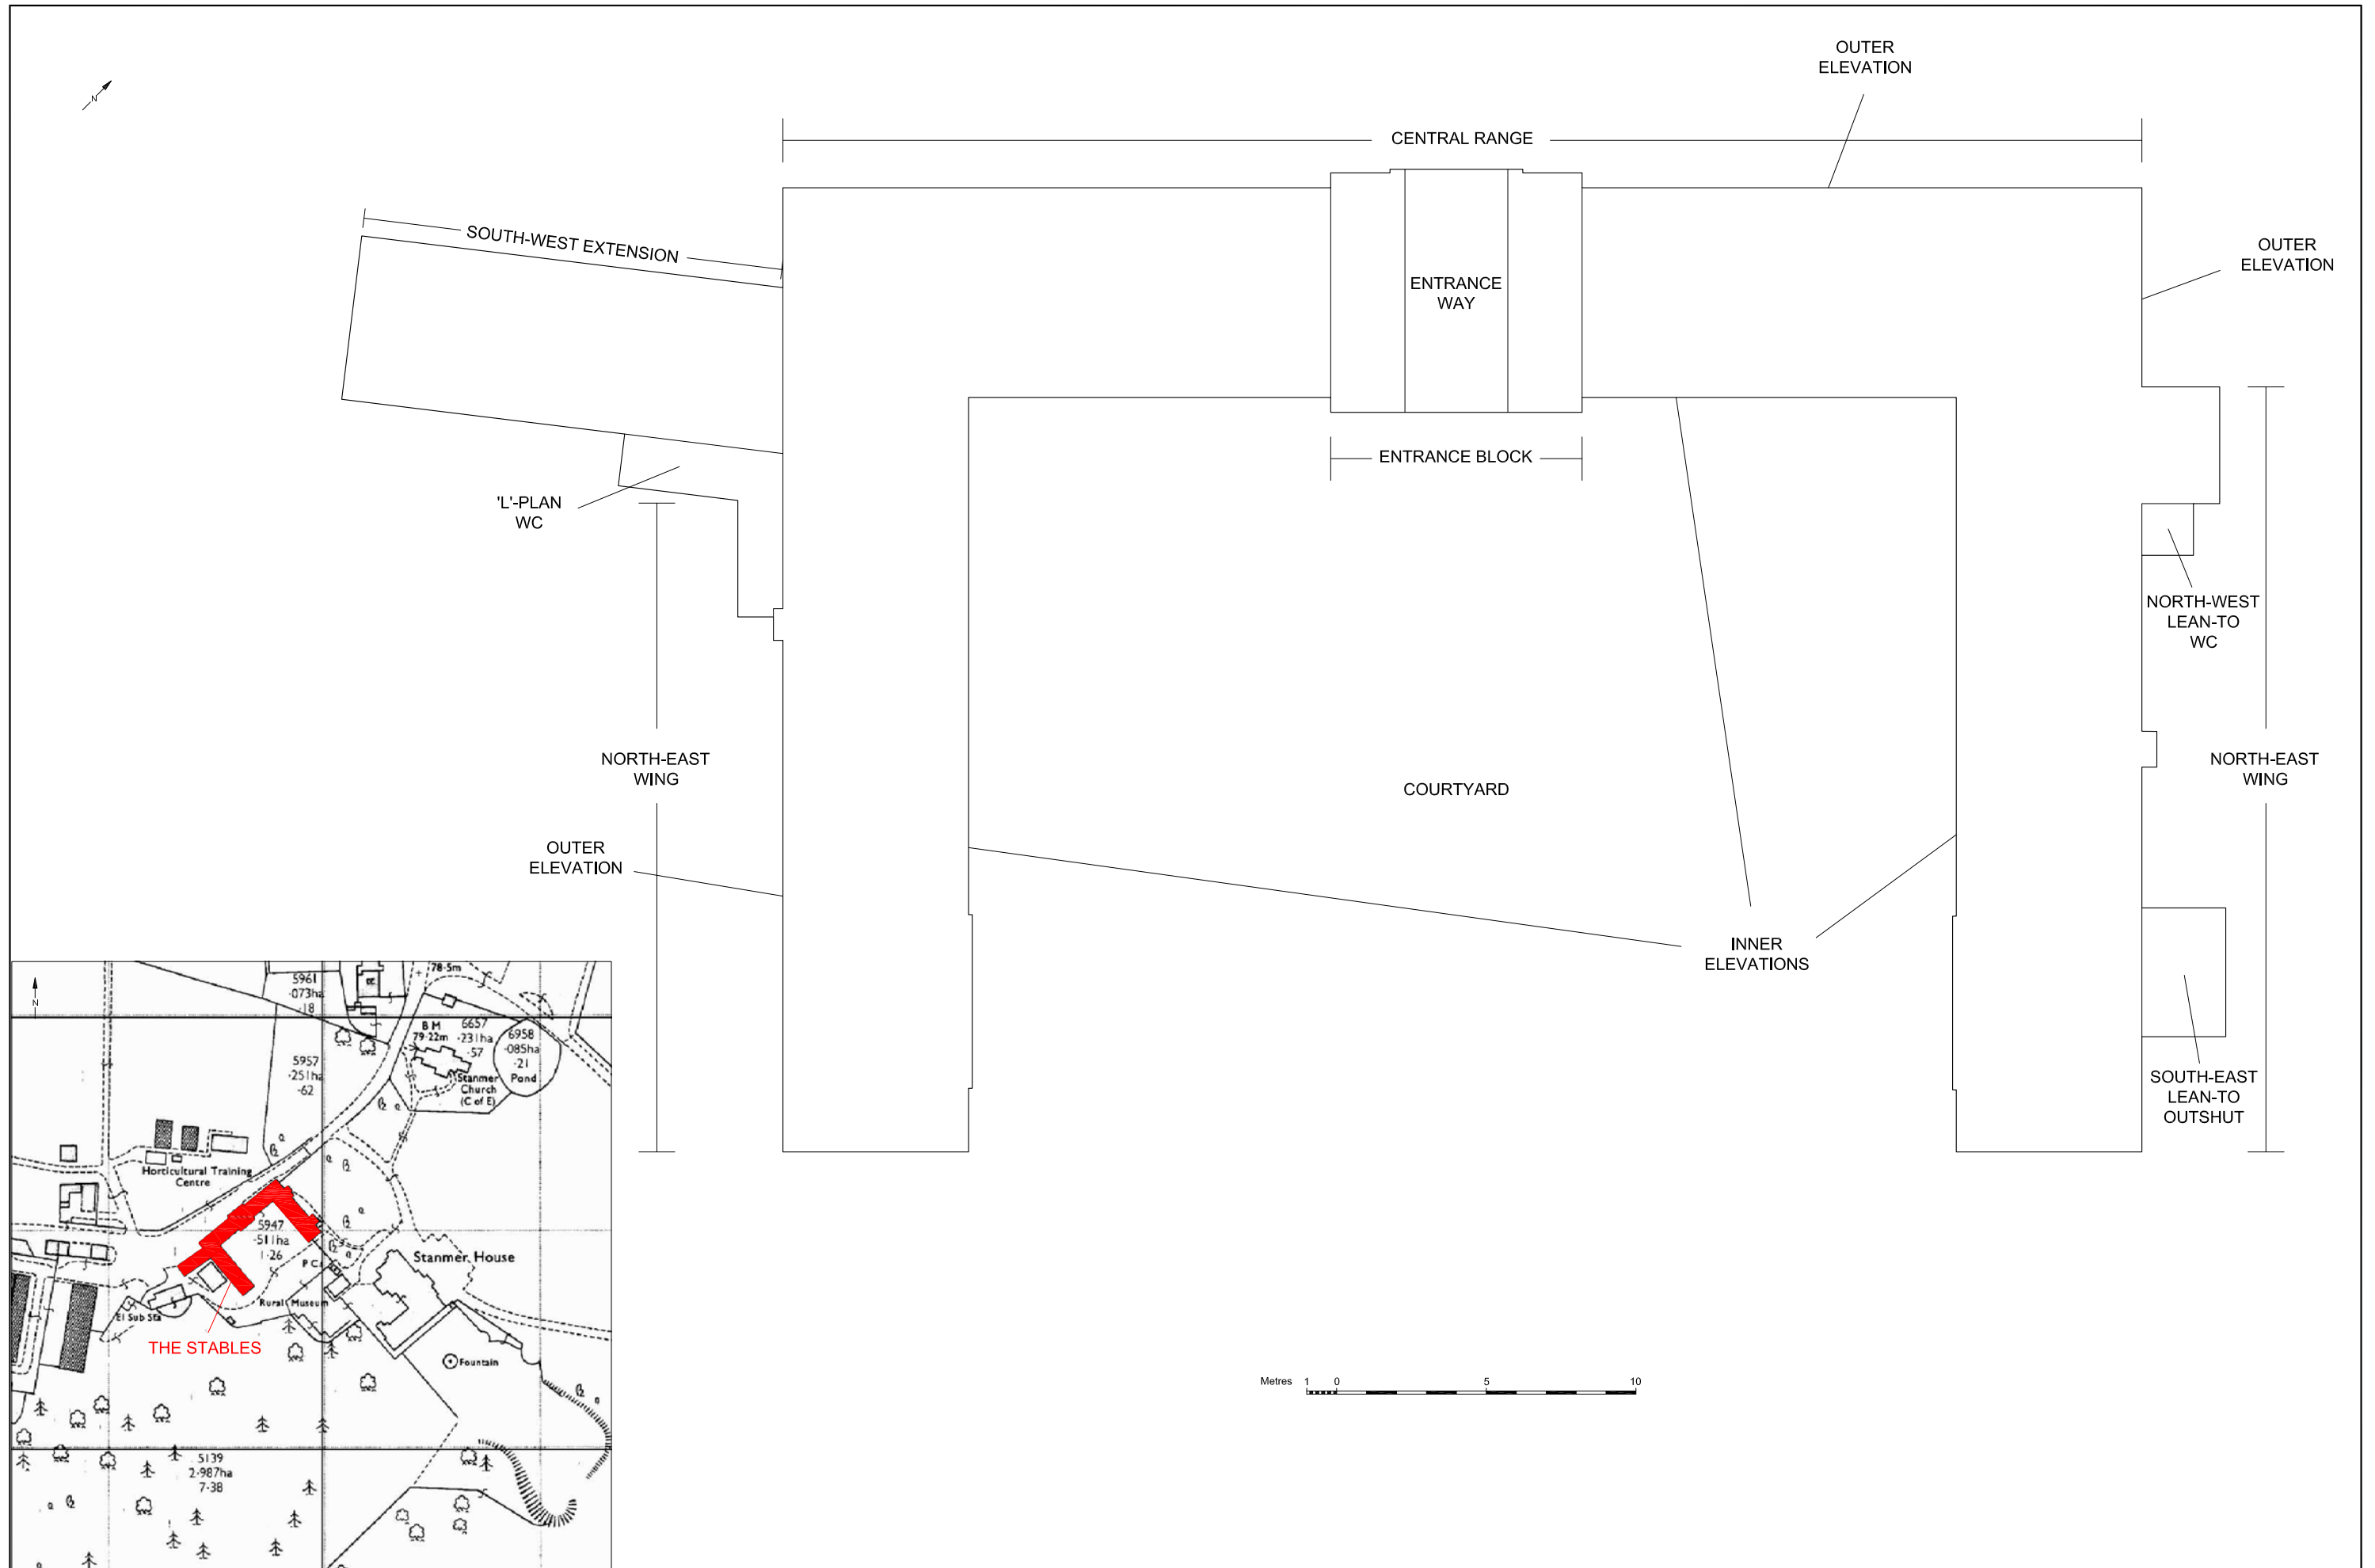 OUTER
ELEVATION
N
CENTRAL RANGE
SOUTH-WEST EXTENSION
OUTER
ELEVATION
ENTRANCE
WAY
ENTRANCE BLOCK
'L'-PLAN
WC
NORTH-WEST
LEAN-TO
WC
NORTH-EAST
WING
NORTH-EAST
WING
COURTYARD
OUTER
ELEVATION
INNER
ELEVATIONS
SOUTH-EAST
LEAN-TO
OUTSHUT
Metres 1 0 5 10
N
5961
·073ha
·18
78·5m
B M
79·22m
6657
·231ha
·57
6958
·085ha
·21
Pond
5957
·251ha
·62
Stanmer
Church
(C of E)
Horticultural Training
Centre
5947
·511ha
1·26
P C
Stanmer House
Rural Museum
El Sub Sta
THE STABLES
Fountain
5139
2·987ha
7·38